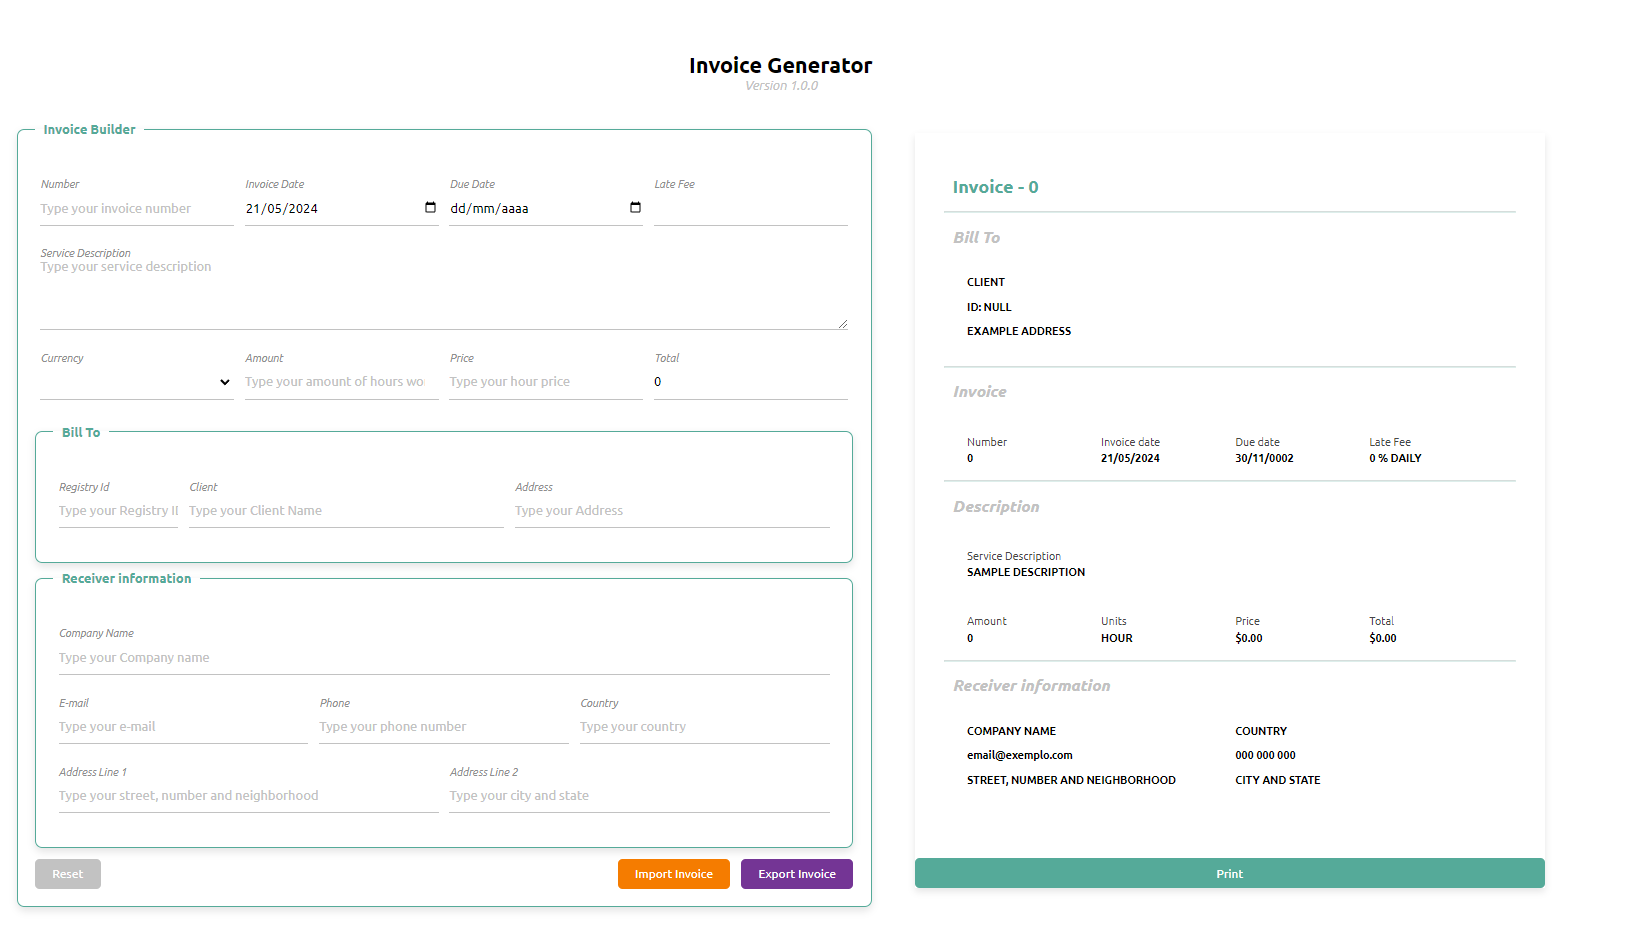 Invoice Generator
Version 1.0.0
Invoice Builder
Number Invoice Date Due Date Late Fee
Type your invoice number 21/05/2024 dd/mm/aaaa
Service Description
Type your service description
Currency Amount Price Total
Type your amount of hours wo Type your hour price 0
Bill To
Registry Id Client Address
Type your Registry II Type your Client Name Type your Address
Receiver information
Company Name
Type your Company name
E-mail Phone Country
Type your e-mail Type your phone number Type your country
Address Line 1 Address Line 2
Type your street, number and neighborhood Type your city and state
Reset Import Invoice Export Invoice
Invoice - 0
Bill To
CLIENT
ID: NULL
EXAMPLE ADDRESS
Invoice
Number Invoice date Due date Late Fee
0 21/05/2024 30/11/0002 0 % DAILY
Description
Service Description
SAMPLE DESCRIPTION
Amount Units Price Total
0 HOUR $0.00 $0.00
Receiver information
COMPANY NAME COUNTRY
email@exemplo.com 000 000 000
STREET, NUMBER AND NEIGHBORHOOD CITY AND STATE
Print